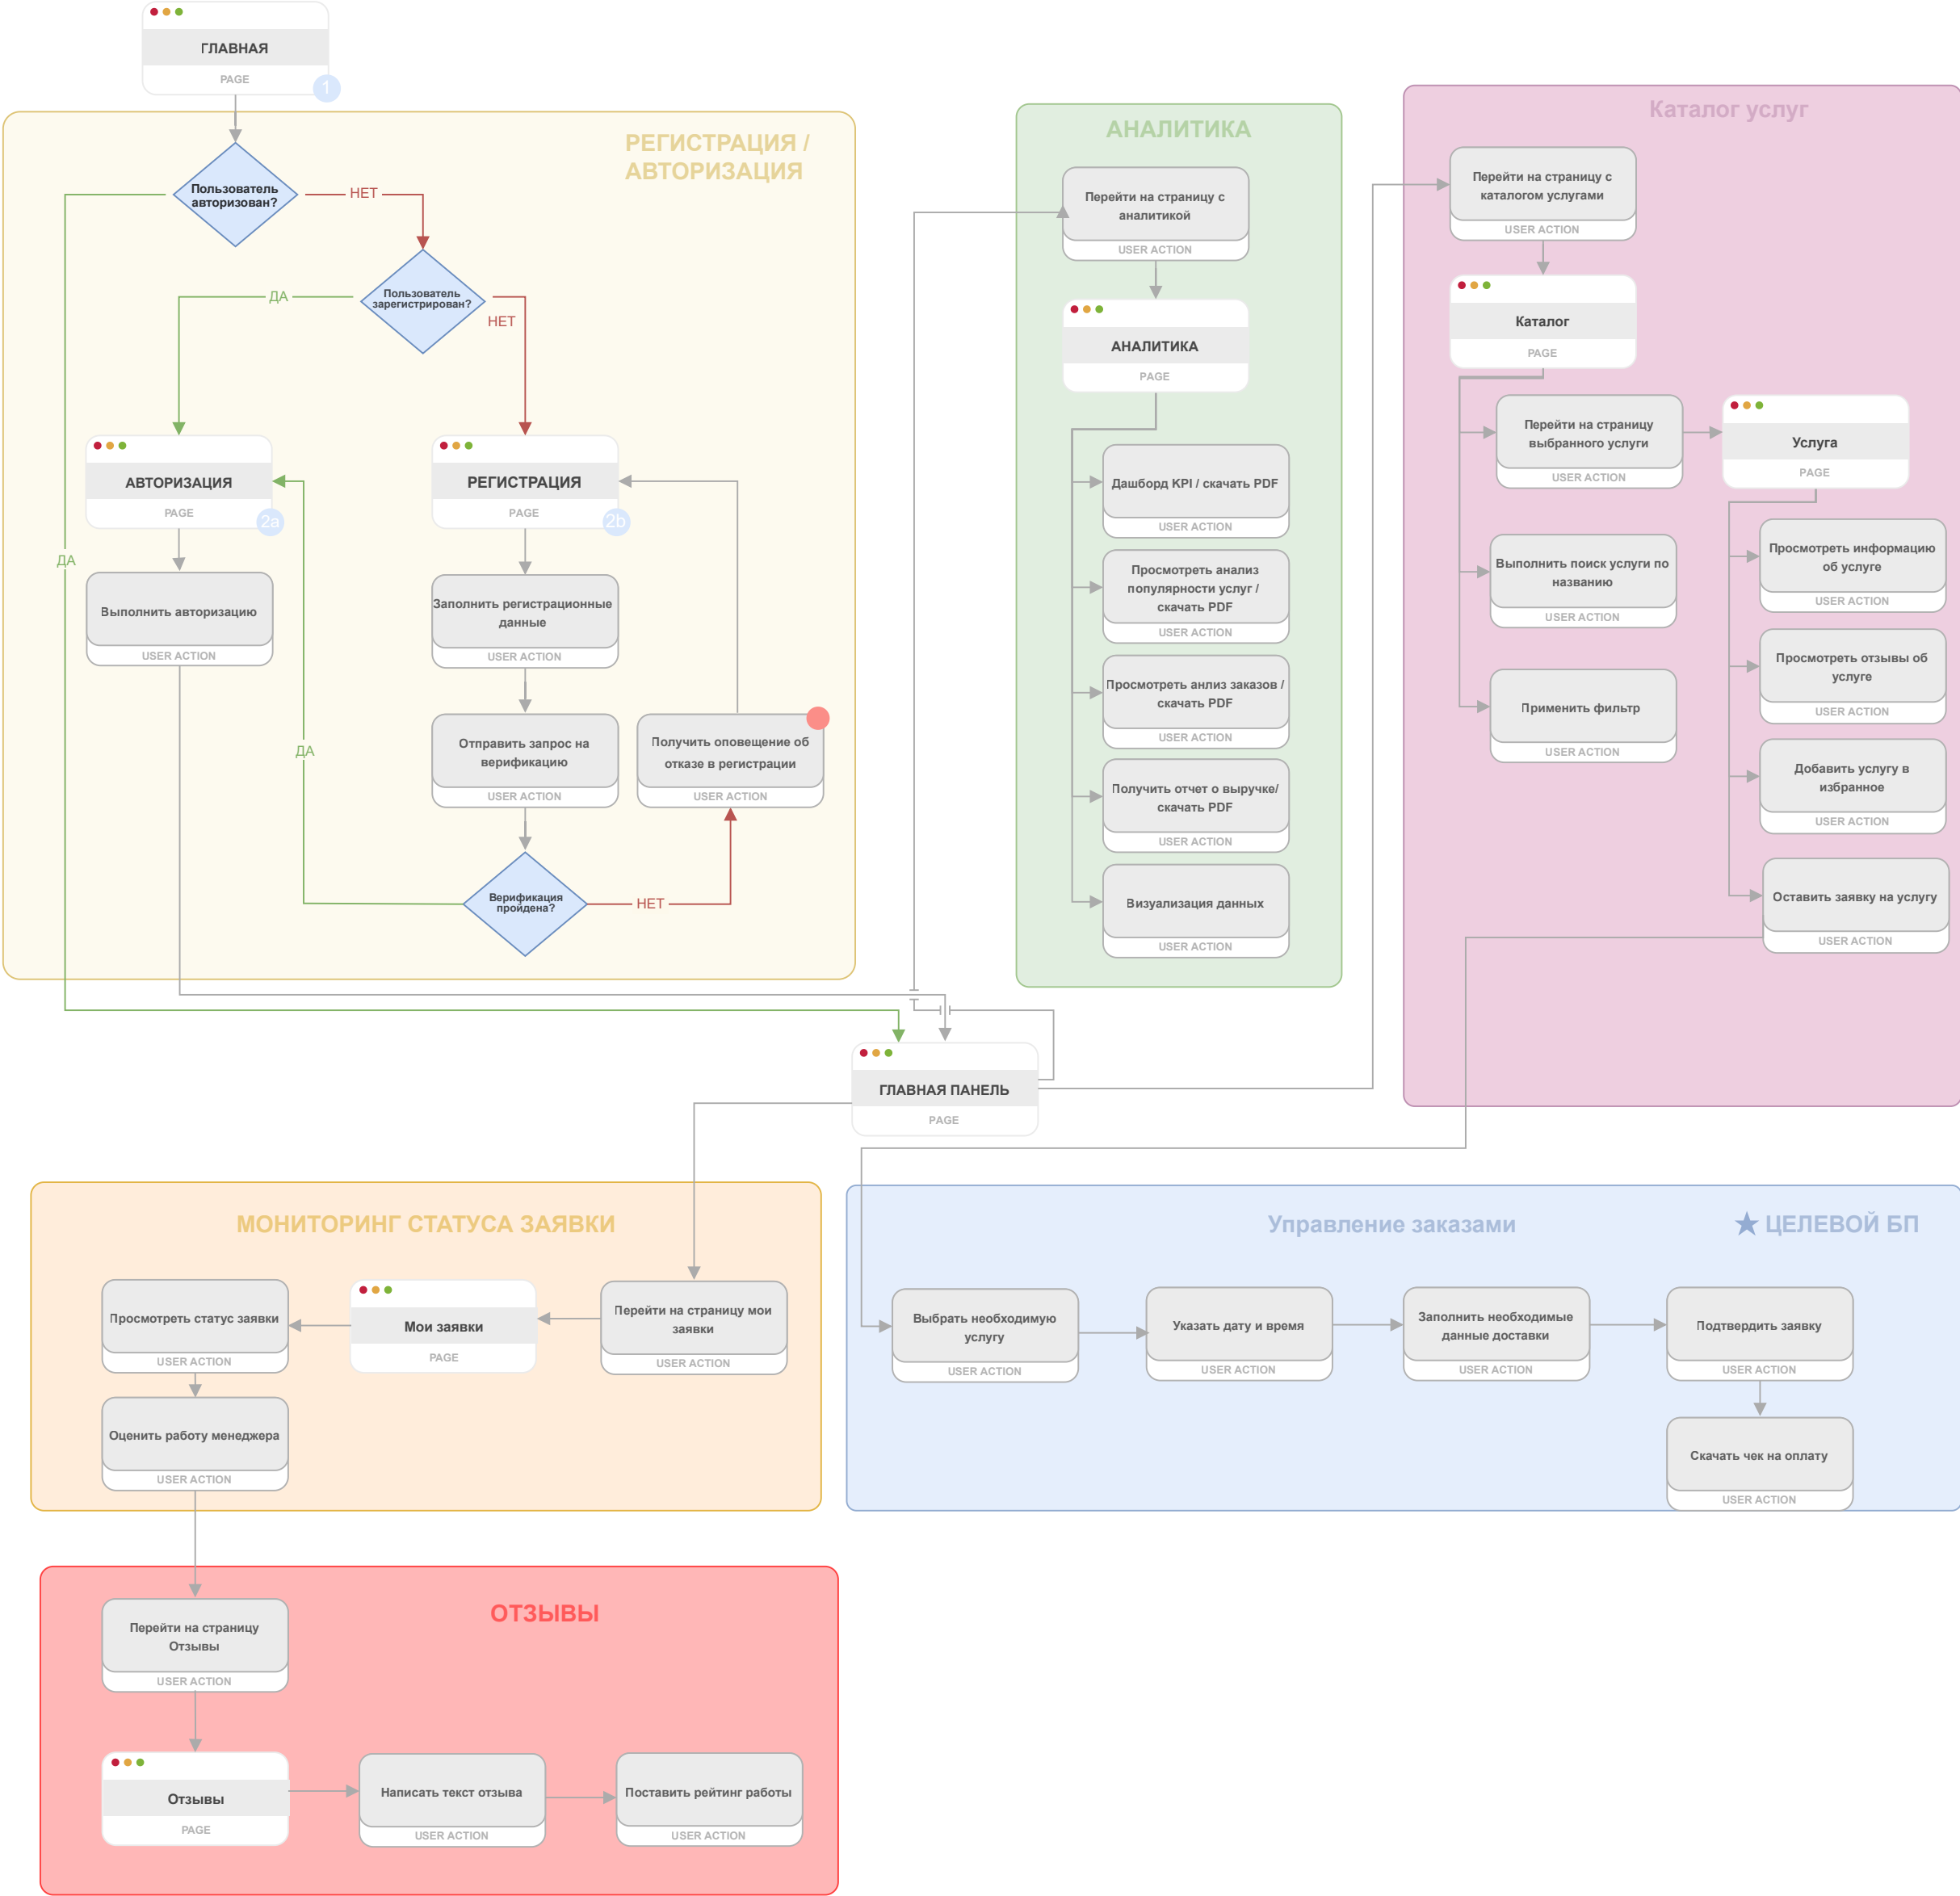 ГЛАВНАЯ
PAGE
1
РЕГИСТРАЦИЯ /
АВТОРИЗАЦИЯ
Пользователь
авторизован?
НЕТ
Пользователь
зарегистрирован?
ДА
НЕТ
АВТОРИЗАЦИЯ
PAGE
2a
РЕГИСТРАЦИЯ
PAGE
2b
ДА
Выполнить авторизацию
USER ACTION
Заполнить регистрационные
данные
USER ACTION
Отправить запрос на
верификацию
USER ACTION
Получить оповещение об
отказе в регистрации
USER ACTION
ДА
Верификация
пройдена?
НЕТ
АНАЛИТИКА
Перейти на страницу с
аналитикой
USER ACTION
АНАЛИТИКА
PAGE
Дашборд KPI / скачать PDF
USER ACTION
Просмотреть анализ
популярности услуг /
скачать PDF
USER ACTION
Просмотреть анлиз заказов /
скачать PDF
USER ACTION
Получить отчет о выручке/
скачать PDF
USER ACTION
Визуализация данных
USER ACTION
Каталог услуг
Перейти на страницу с
каталогом услугами
USER ACTION
Каталог
PAGE
Перейти на страницу
выбранного услуги
USER ACTION
Услуга
PAGE
Выполнить поиск услуги по
названию
USER ACTION
Применить фильтр
USER ACTION
Просмотреть информацию
об услуге
USER ACTION
Просмотреть отзывы об
услуге
USER ACTION
Добавить услугу в
избранное
USER ACTION
Оставить заявку на услугу
USER ACTION
ГЛАВНАЯ ПАНЕЛЬ
PAGE
МОНИТОРИНГ СТАТУСА ЗАЯВКИ
Просмотреть статус заявки
USER ACTION
Мои заявки
PAGE
Перейти на страницу мои
заявки
USER ACTION
Оценить работу менеджера
USER ACTION
Управление заказами
ЦЕЛЕВОЙ БП
Выбрать необходимую
услугу
USER ACTION
Указать дату и время
USER ACTION
Заполнить необходимые
данные доставки
USER ACTION
Подтвердить заявку
USER ACTION
Скачать чек на оплату
USER ACTION
ОТЗЫВЫ
Перейти на страницу
Отзывы
USER ACTION
Отзывы
PAGE
Написать текст отзыва
USER ACTION
Поставить рейтинг работы
USER ACTION